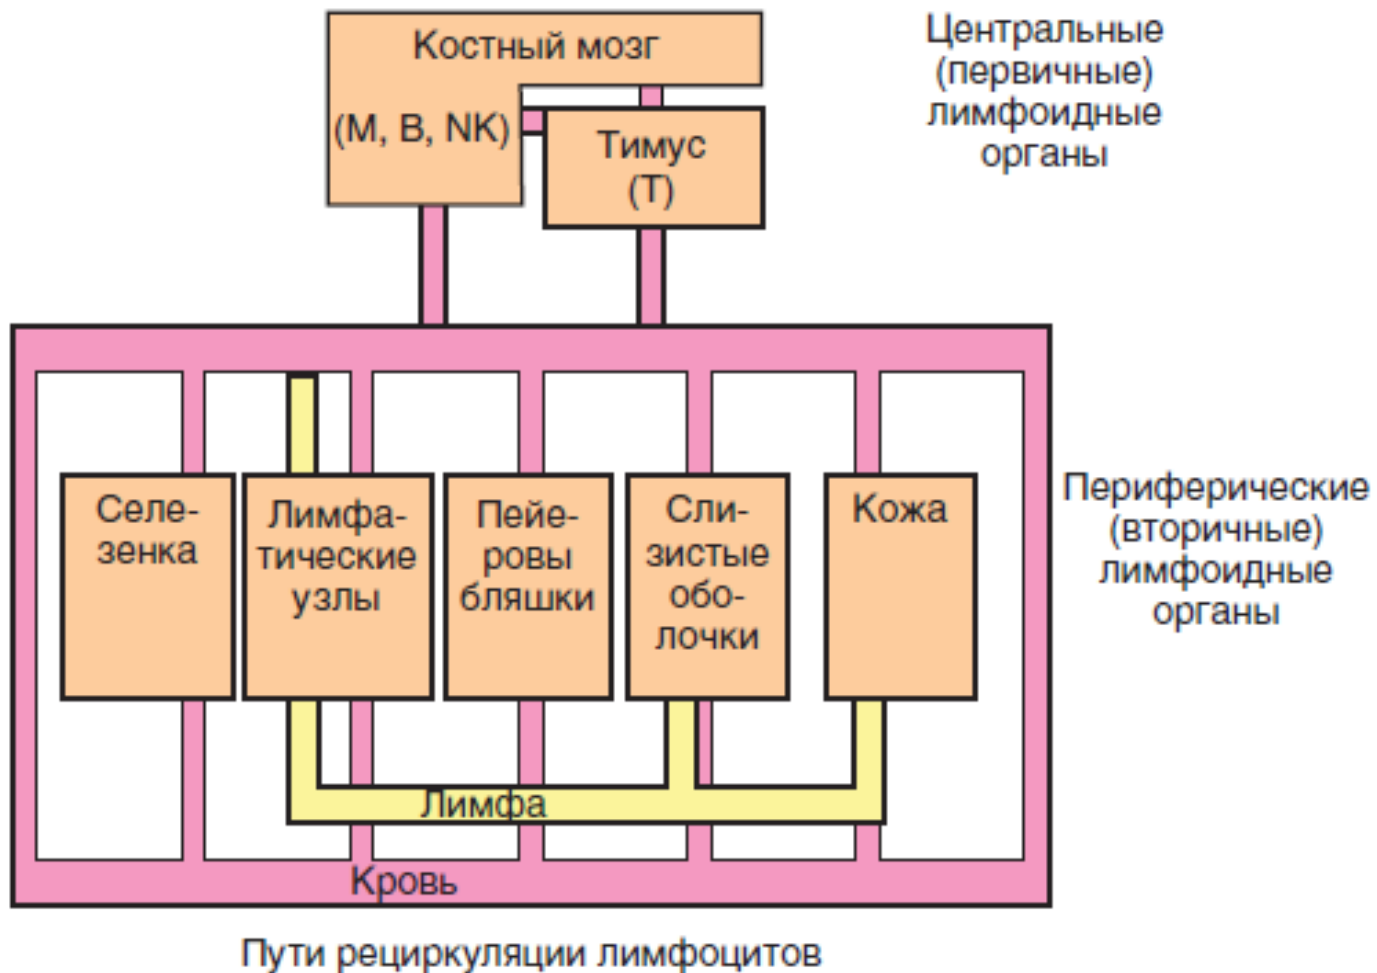 Костный мозг
(М, В, NK)
Тимус
(Т)
Центральные
(первичные)
лимфоидные
органы
Селе-
зенка
Лимфа-
тические
узлы
Пейе-
ровы
бляшки
Сли-
зистые
обо-
лочки
Кожа
Периферические
(вторичные)
лимфоидные
органы
Лимфа
Кровь
Пути рециркуляции лимфоцитов